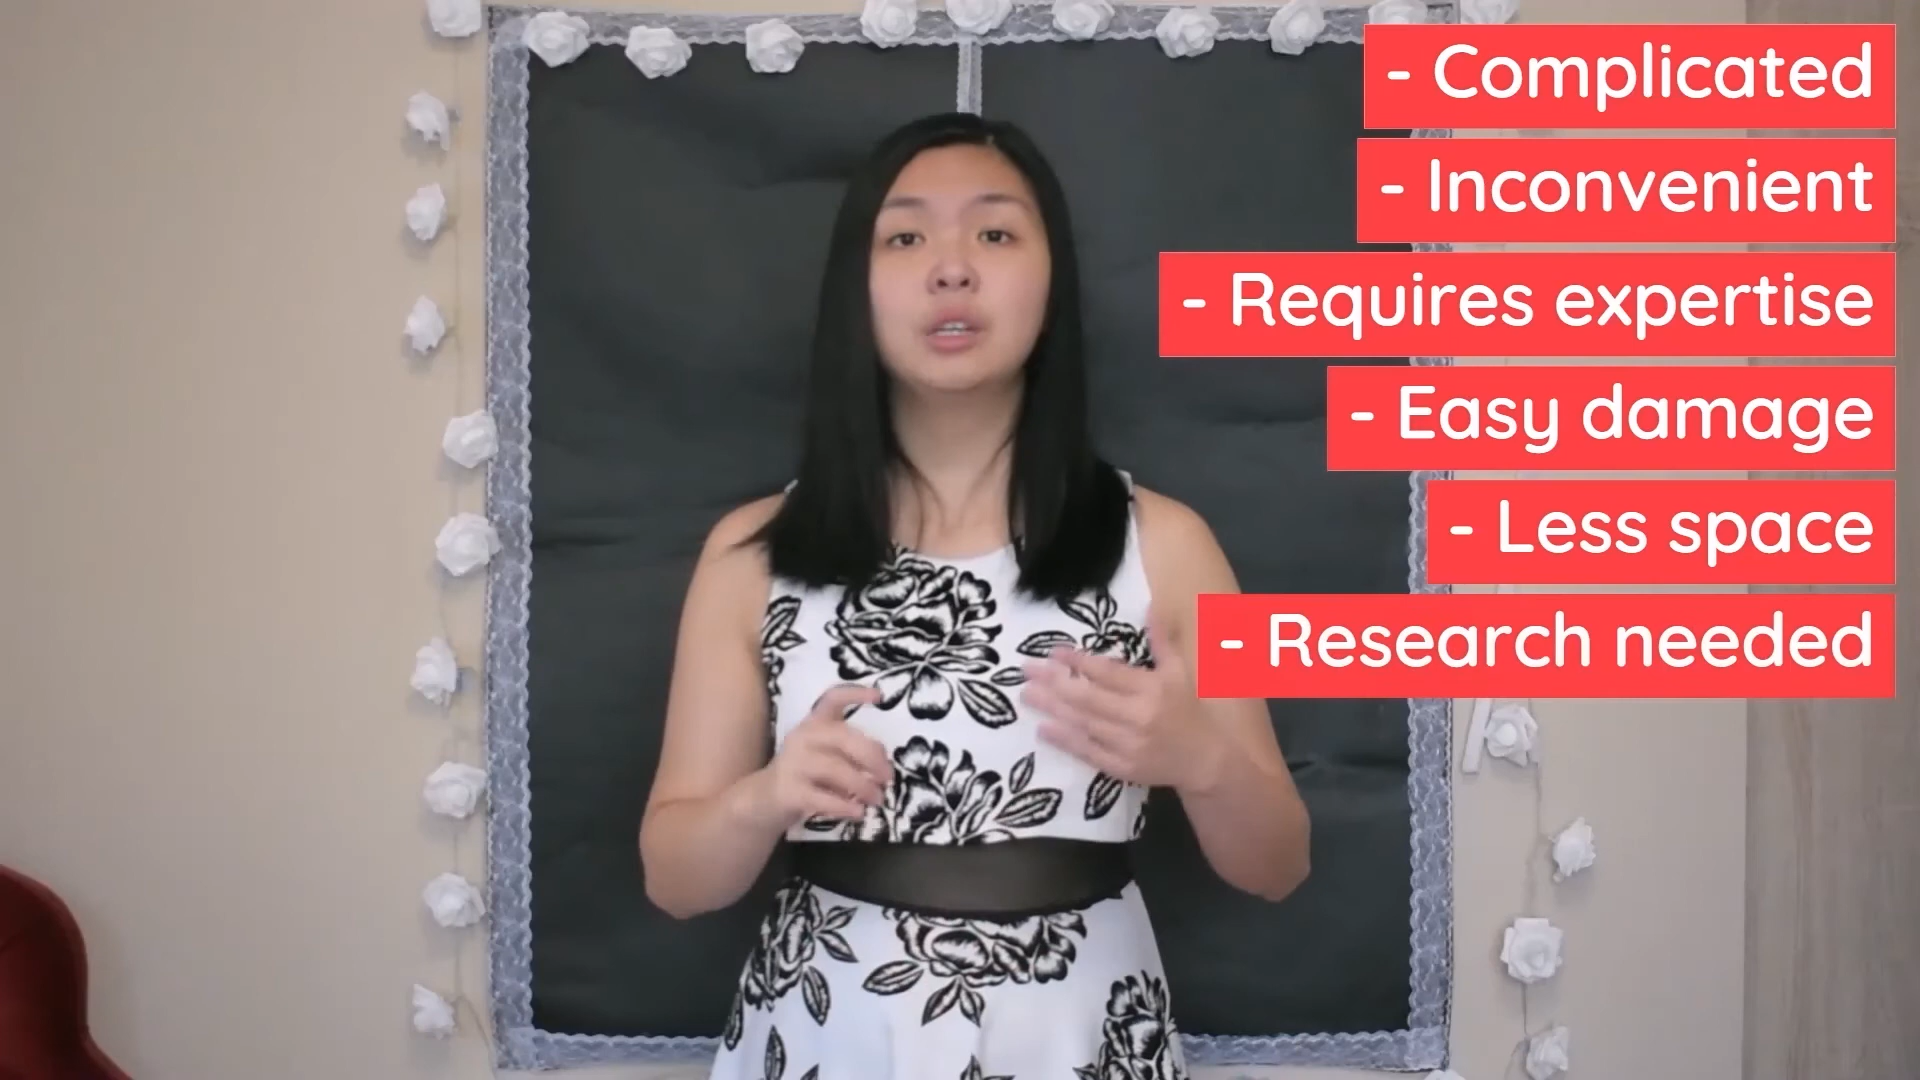 - Complicated
- Inconvenient
- Requires expertise
- Easy damage
- Less space
- Research needed